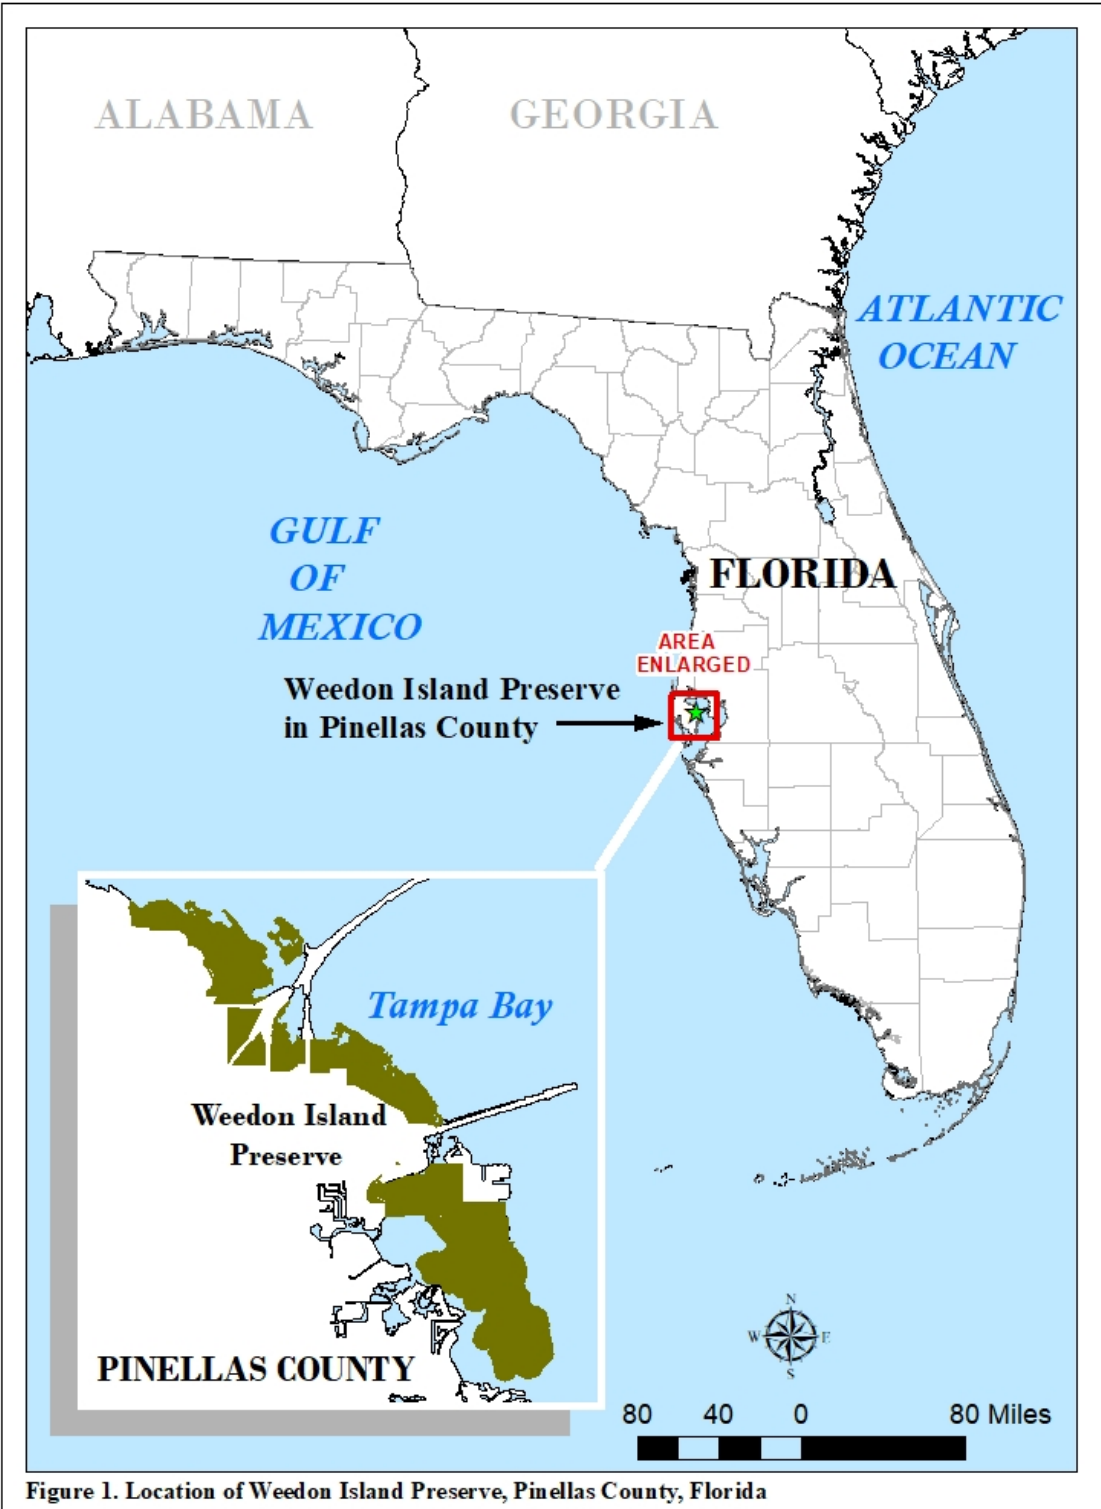 ALABAMA
GEORGIA
ATLANTIC
OCEAN
GULF
OF
MEXICO
FLORIDA
AREA
ENLARGED
Weedon Island Preserve
in Pinellas County
Tampa Bay
Weedon Island
Preserve
PINELLAS COUNTY
N
W E
S
80 40 0 80 Miles
Figure 1. Location of Weedon Island Preserve, Pinellas County, Florida